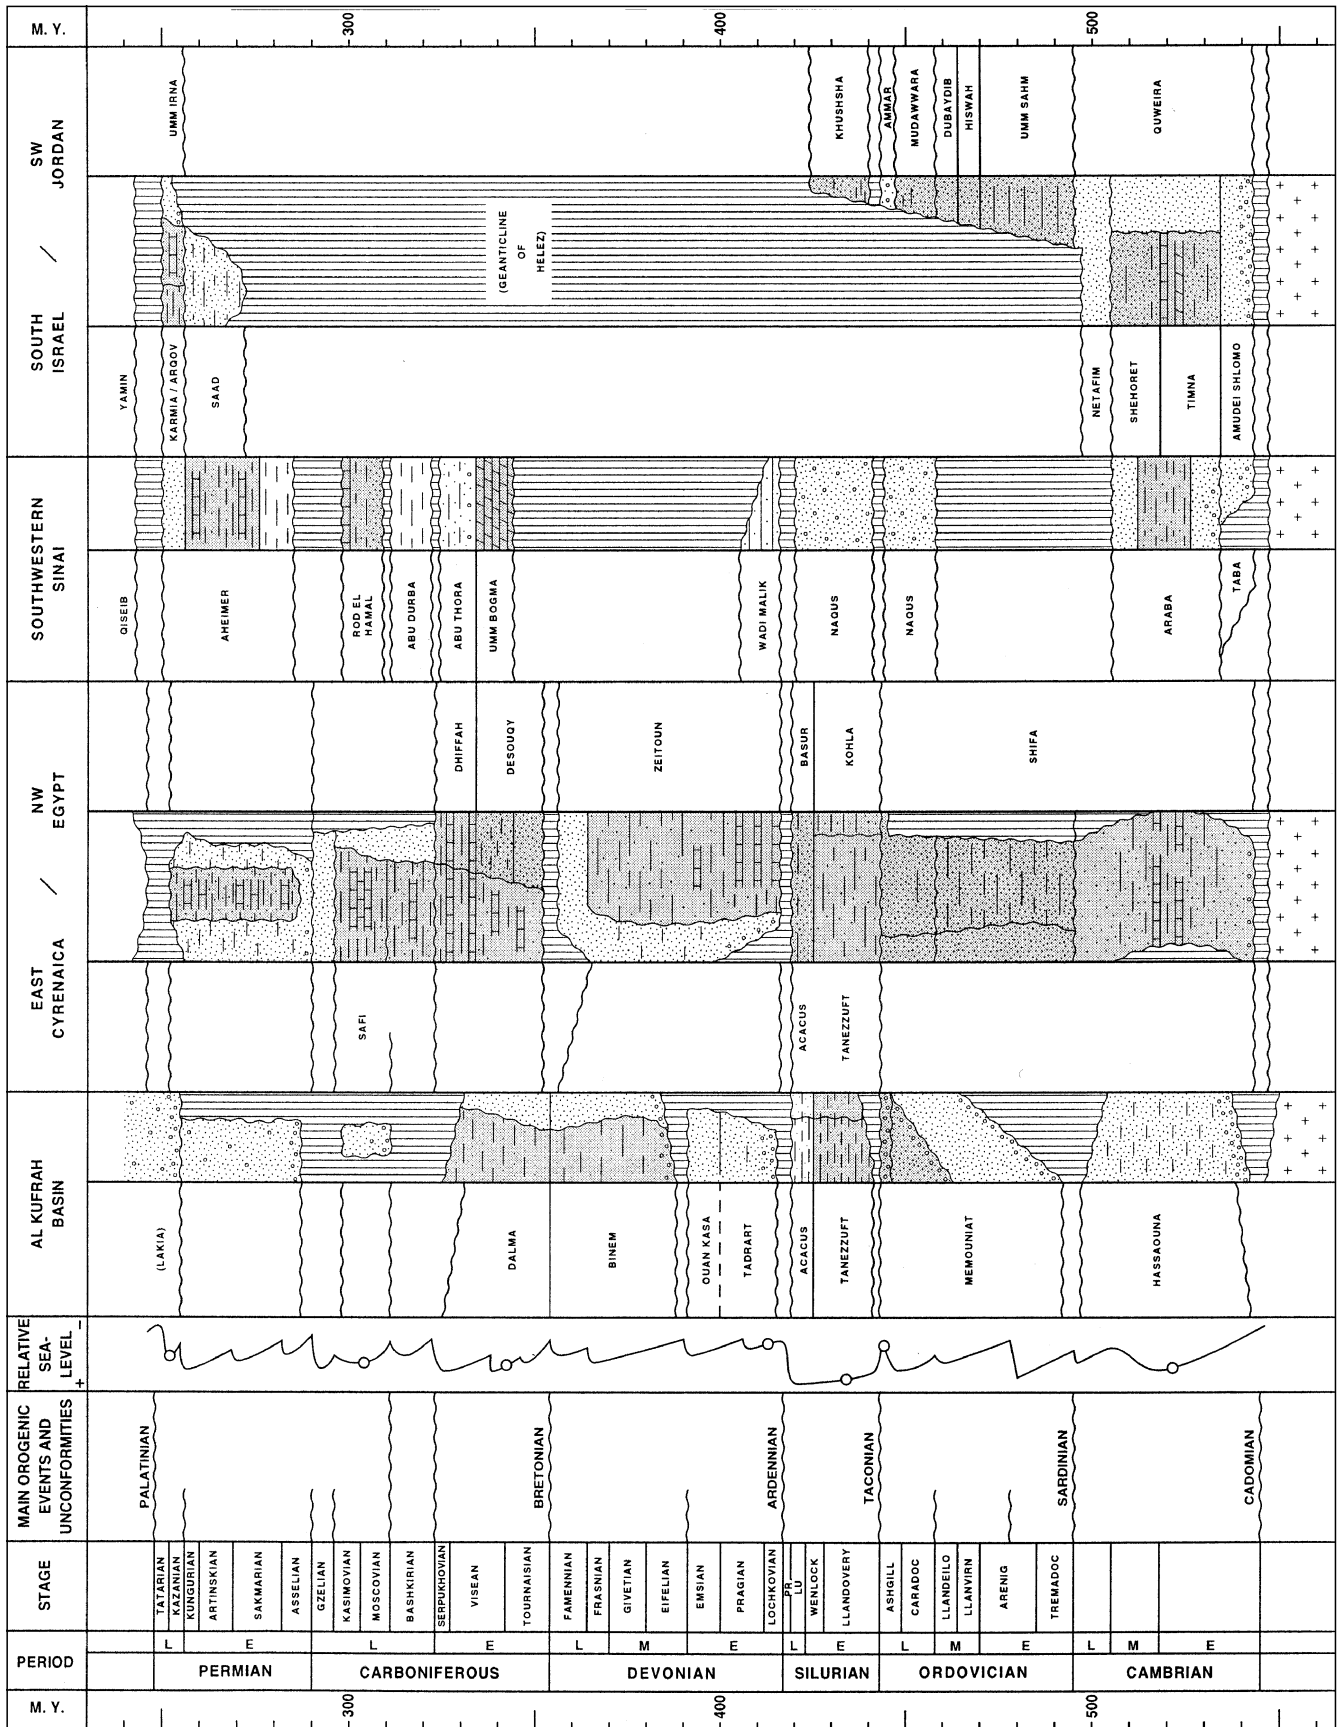 M. Y.
300
400
500
SW
JORDAN
/
SOUTH
ISRAEL
UMM IRNA
KHUSHSHA
AMMAR
MUDAWWARA
DUBAYDIB
HISWAH
UMM SAHM
QUWEIRA
(GEANTICLINE
OF
HELEZ)
YAMIN
KARMIA / ARQOV
SAAD
NETAFIM
SHEHORET
TIMNA
AMUDEI SHLOMO
SOUTHWESTERN
SINAI
QISEIB
AHEIMER
ROD EL
HAMAL
ABU DURBA
ABU THORA
UMM BOGMA
WADI MALIK
NAQUS
NAQUS
ARABA
TABA
NW
EGYPT
/
EAST
CYRENAICA
DHIFFAH
DESOUQY
ZEITOUN
BASUR
KOHLA
SHIFA
SAFI
ACACUS
TANEZZUFT
AL KUFRAH
BASIN
(LAKIA)
DALMA
BINEM
OUAN KASA
TADRART
ACACUS
TANEZZUFT
MEMOUNIAT
HASSAOUNA
RELATIVE
SEA-
LEVEL
+
-
MAIN OROGENIC
EVENTS AND
UNCONFORMITIES
PALATINIAN
BRETONIAN
ARDENNIAN
TACONIAN
SARDINIAN
CADOMIAN
STAGE
TATARIAN
KAZANIAN
KUNGURIAN
ARTINSKIAN
SAKMARIAN
ASSELIAN
GZELIAN
KASIMOVIAN
MOSCOVIAN
BASHKIRIAN
SERPUKHOVIAN
VISEAN
TOURNAISIAN
FAMENNIAN
FRASNIAN
GIVETIAN
EIFELIAN
EMSIAN
PRAGIAN
LOCHKOVIAN
PR.
LU
WENLOCK
LLANDOVERY
ASHGILL
CARADOC
LLANDEILO
LLANVIRN
ARENIG
TREMADOC
PERIOD
L
E
L
E
L
M
E
L
E
L
M
E
L
M
E
PERMIAN
CARBONIFEROUS
DEVONIAN
SILURIAN
ORDOVICIAN
CAMBRIAN
M. Y.
300
400
500